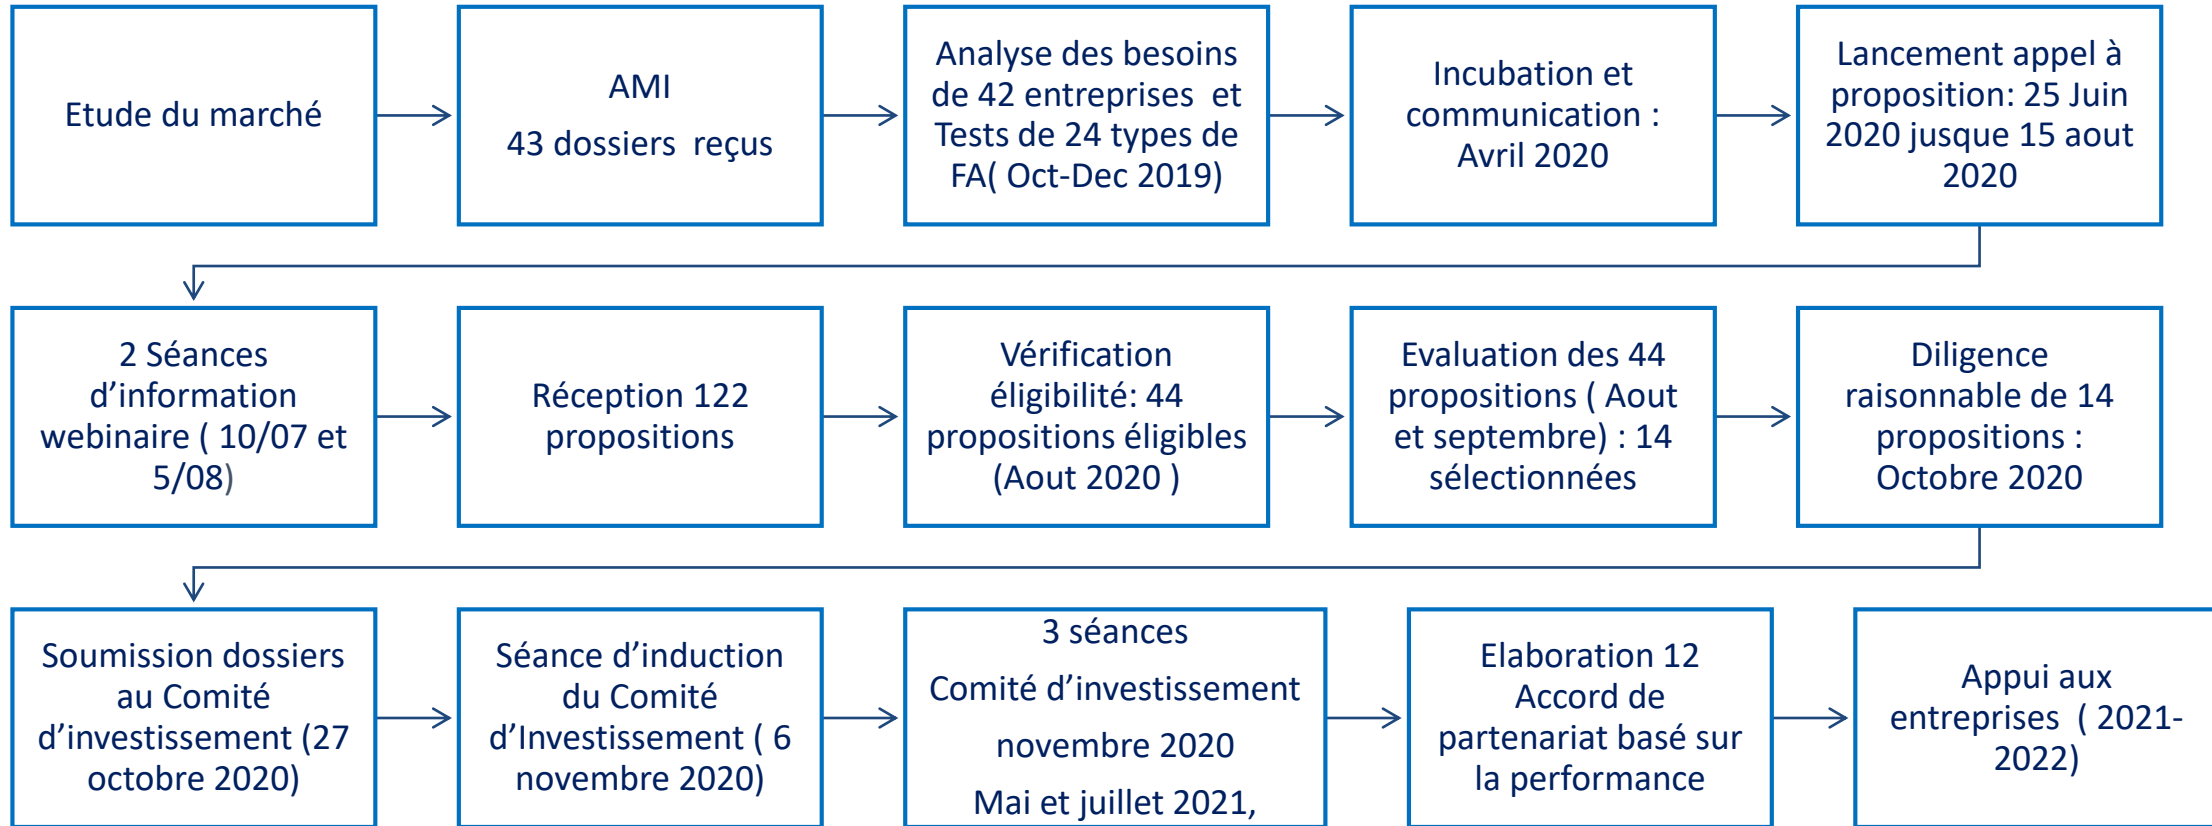 Etude du marché
AMI
43 dossiers  reçus
Analyse des besoins
de 42 entreprises  et
Tests de 24 types de
FA( Oct-Dec 2019)
Incubation et
communication :
Avril 2020
Lancement appel à
proposition: 25 Juin
2020 jusque 15 aout
2020
2 Séances
d’information
webinaire ( 10/07 et
5/08)
Réception 122
propositions
Vérification
éligibilité: 44
propositions éligibles
(Aout 2020 )
Evaluation des 44
propositions ( Aout
et septembre) : 14
sélectionnées
Diligence
raisonnable de 14
propositions :
Octobre 2020
Soumission dossiers
au Comité
d’investissement (27
octobre 2020)
Séance d’induction
du Comité
d’Investissement ( 6
novembre 2020)
3 séances
Comité d’investissement
novembre 2020
Mai et juillet 2021,
Elaboration 12
Accord de
partenariat basé sur
la performance
Appui aux
entreprises  ( 2021-
2022)